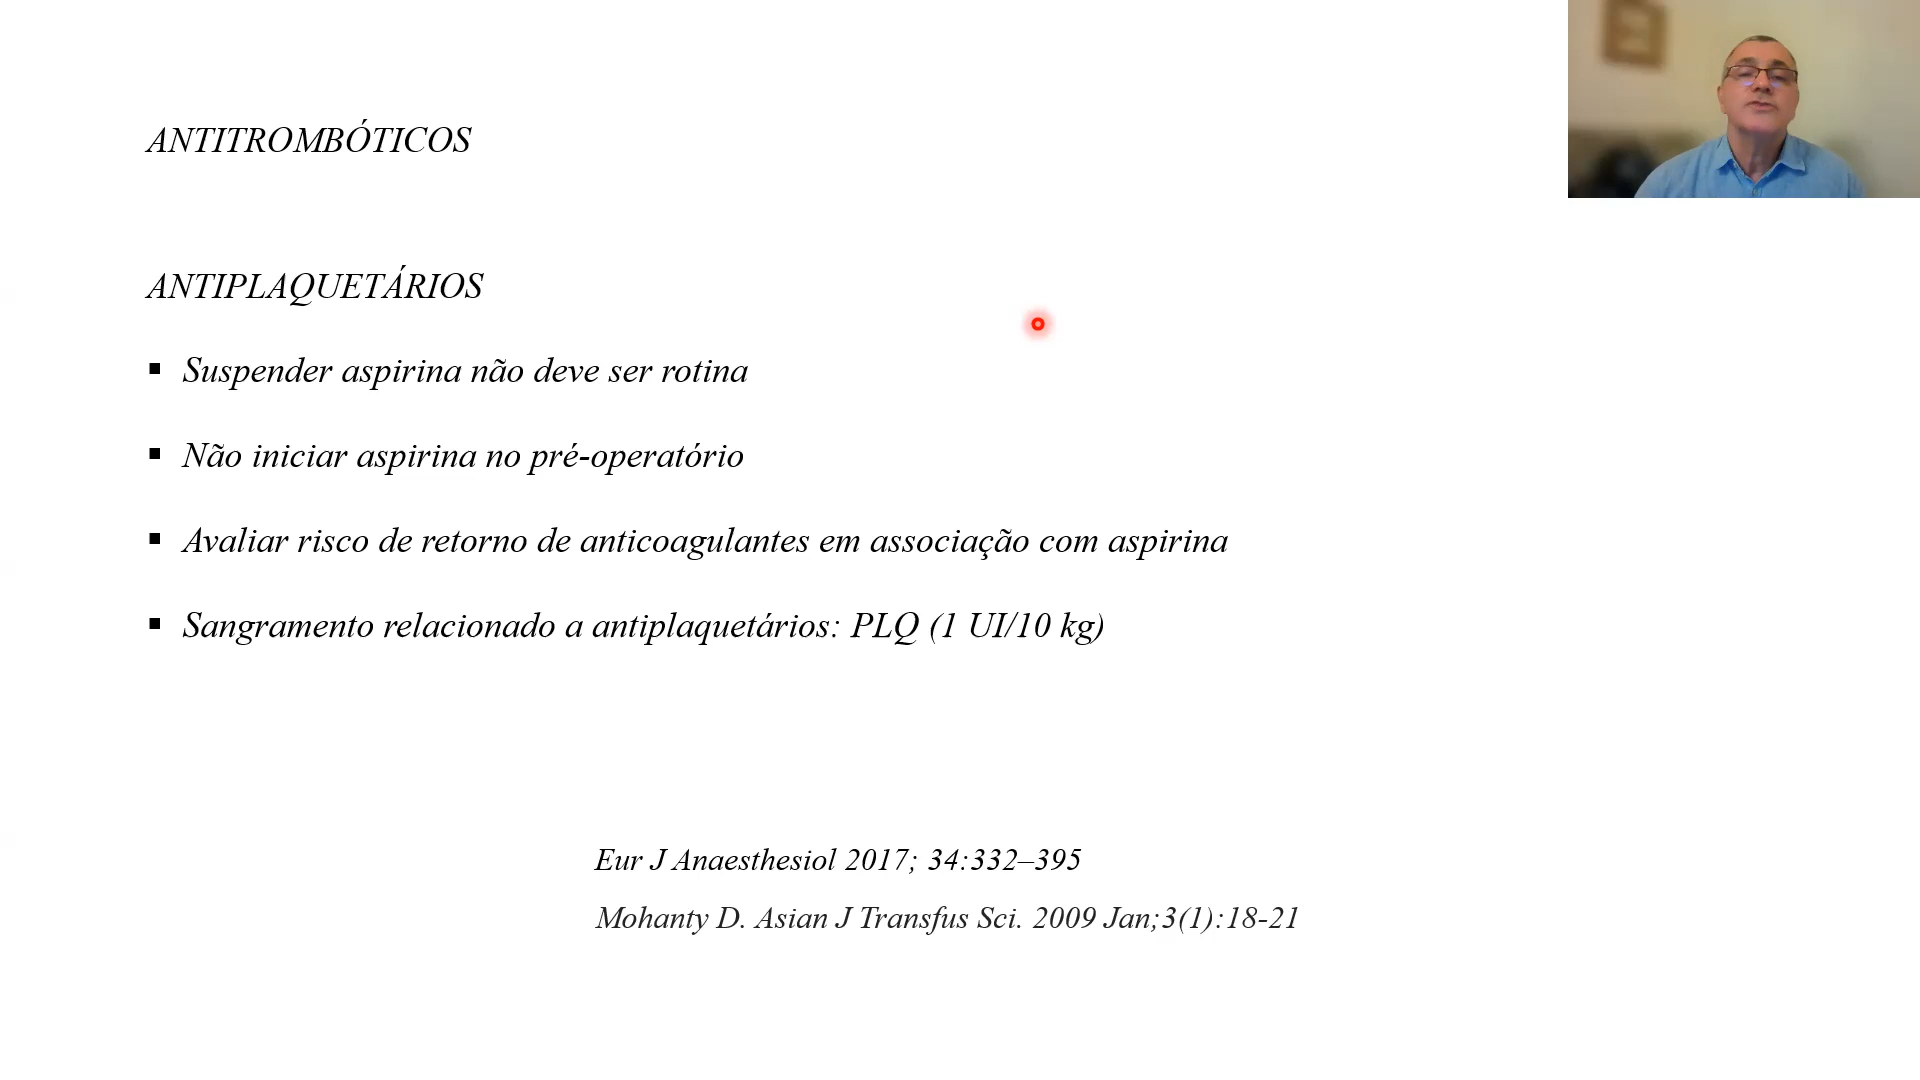 ANTITROMBÓTICOS
ANTIPLAQUETÁRIOS
▪ Suspender aspirina não deve ser rotina
▪ Não iniciar aspirina no pré-operatório
▪ Avaliar risco de retorno de anticoagulantes em associação com aspirina
▪ Sangramento relacionado a antiplaquetários: PLQ (1 UI/10 kg)
Eur J Anaesthesiol 2017; 34:332–395
Mohanty D. Asian J Transfus Sci. 2009 Jan;3(1):18-21